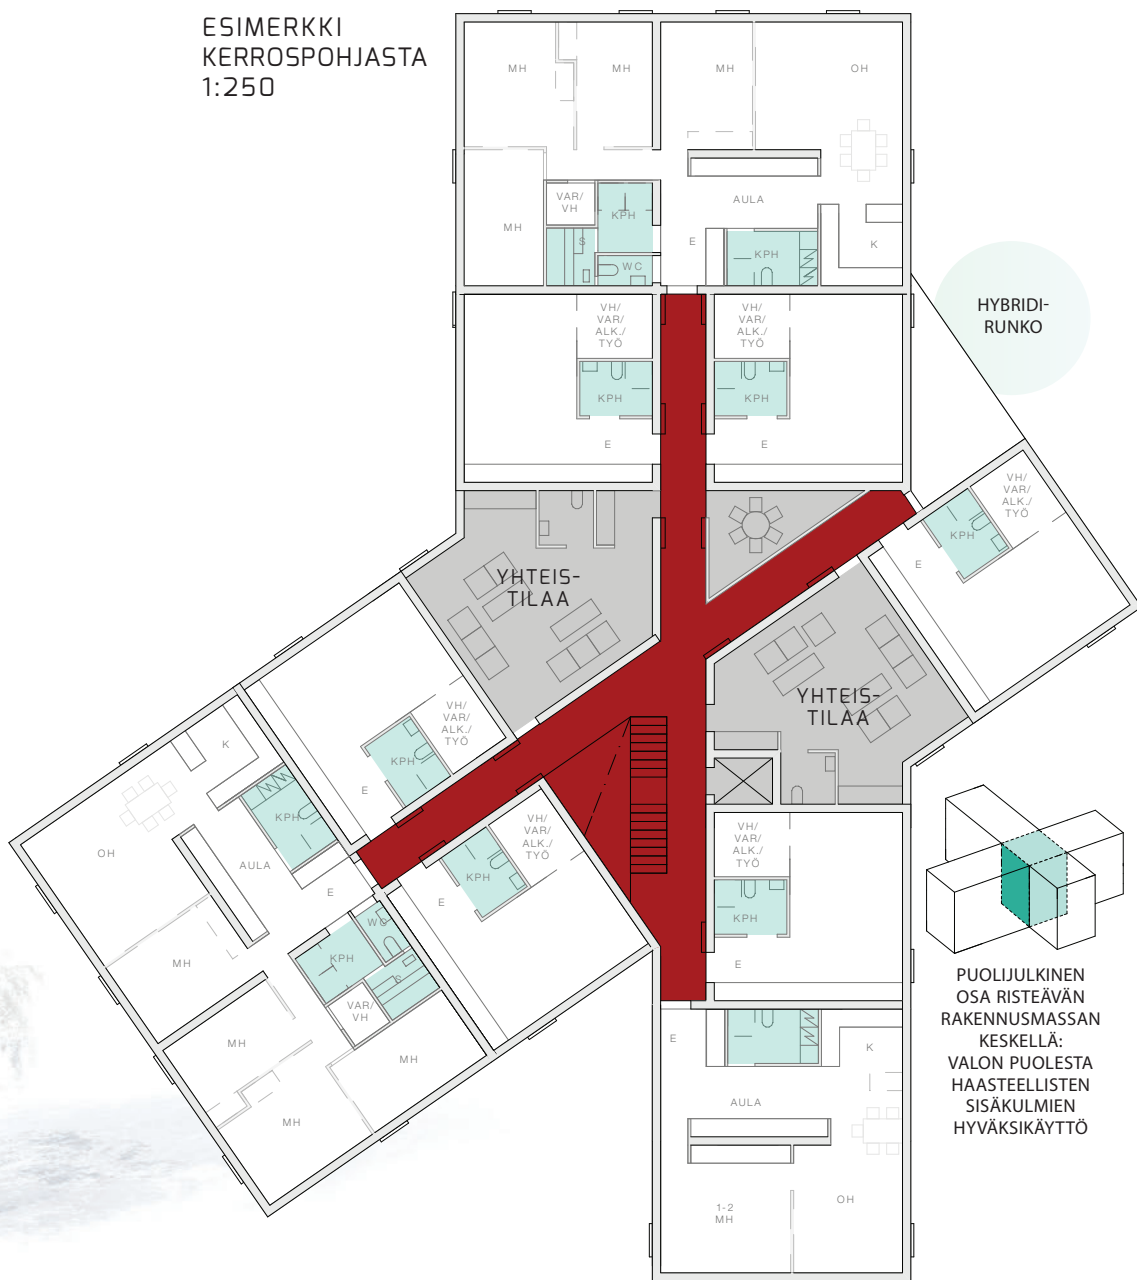 ESIMERKKI
KERROSPOHJASTA
1:250
MH
MH
MH
OH
MH
VAR/
VH
KPH
S
WC
AULA
E
KPH
K
HYBRIDI-
RUNKO
VH/
VAR/
ALK./
TYÖ
KPH
E
VH/
VAR/
ALK./
TYÖ
KPH
E
VH/
VAR/
ALK./
TYÖ
KPH
E
YHTEIS-
TILAA
YHTEIS-
TILAA
VH/
VAR/
ALK./
TYÖ
KPH
E
K
KPH
OH
AULA
E
MH
VH/
VAR/
ALK./
TYÖ
KPH
E
WC
KPH
S
VAR/
VH
MH
MH
MH
VH/
VAR/
ALK./
TYÖ
KPH
E
E
KPH
K
AULA
1-2
MH
OH
PUOLIJULKINEN
OSA RISTEÄVÄN
RAKENNUSMASSAN
KESKELLÄ:
VALON PUOLESTA
HAASTEELLISTEN
SISÄKULMIEN
HYVÄKSIKÄYTTÖ